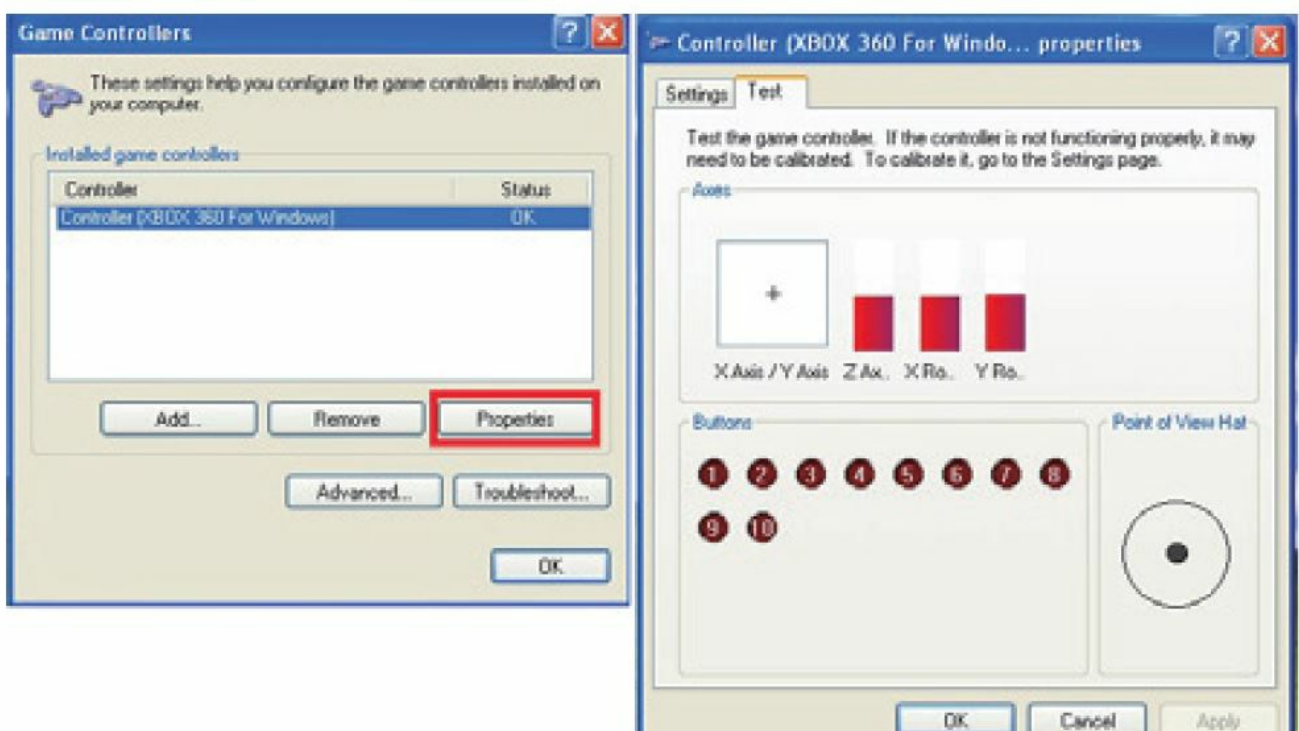 Game Controllers
These settings help you configure the game controllers installed on
your computer.
Installed game controllers
Controller Status
Controller (XBOX 360 For Windows) OK
Add... Remove Properties
Advanced... Troubleshoot...
OK
Controller (XBOX 360 For Windo... properties
Settings Test
Test the game controller. If the controller is not functioning properly, it may
need to be calibrated. To calibrate it, go to the Settings page.
Axes
X Axis / Y Axis Z Ax.. X Ro.. Y Ro..
Buttons
1 2 3 4 5 6 7 8
9 10
Point of View Hat
OK Cancel Apply